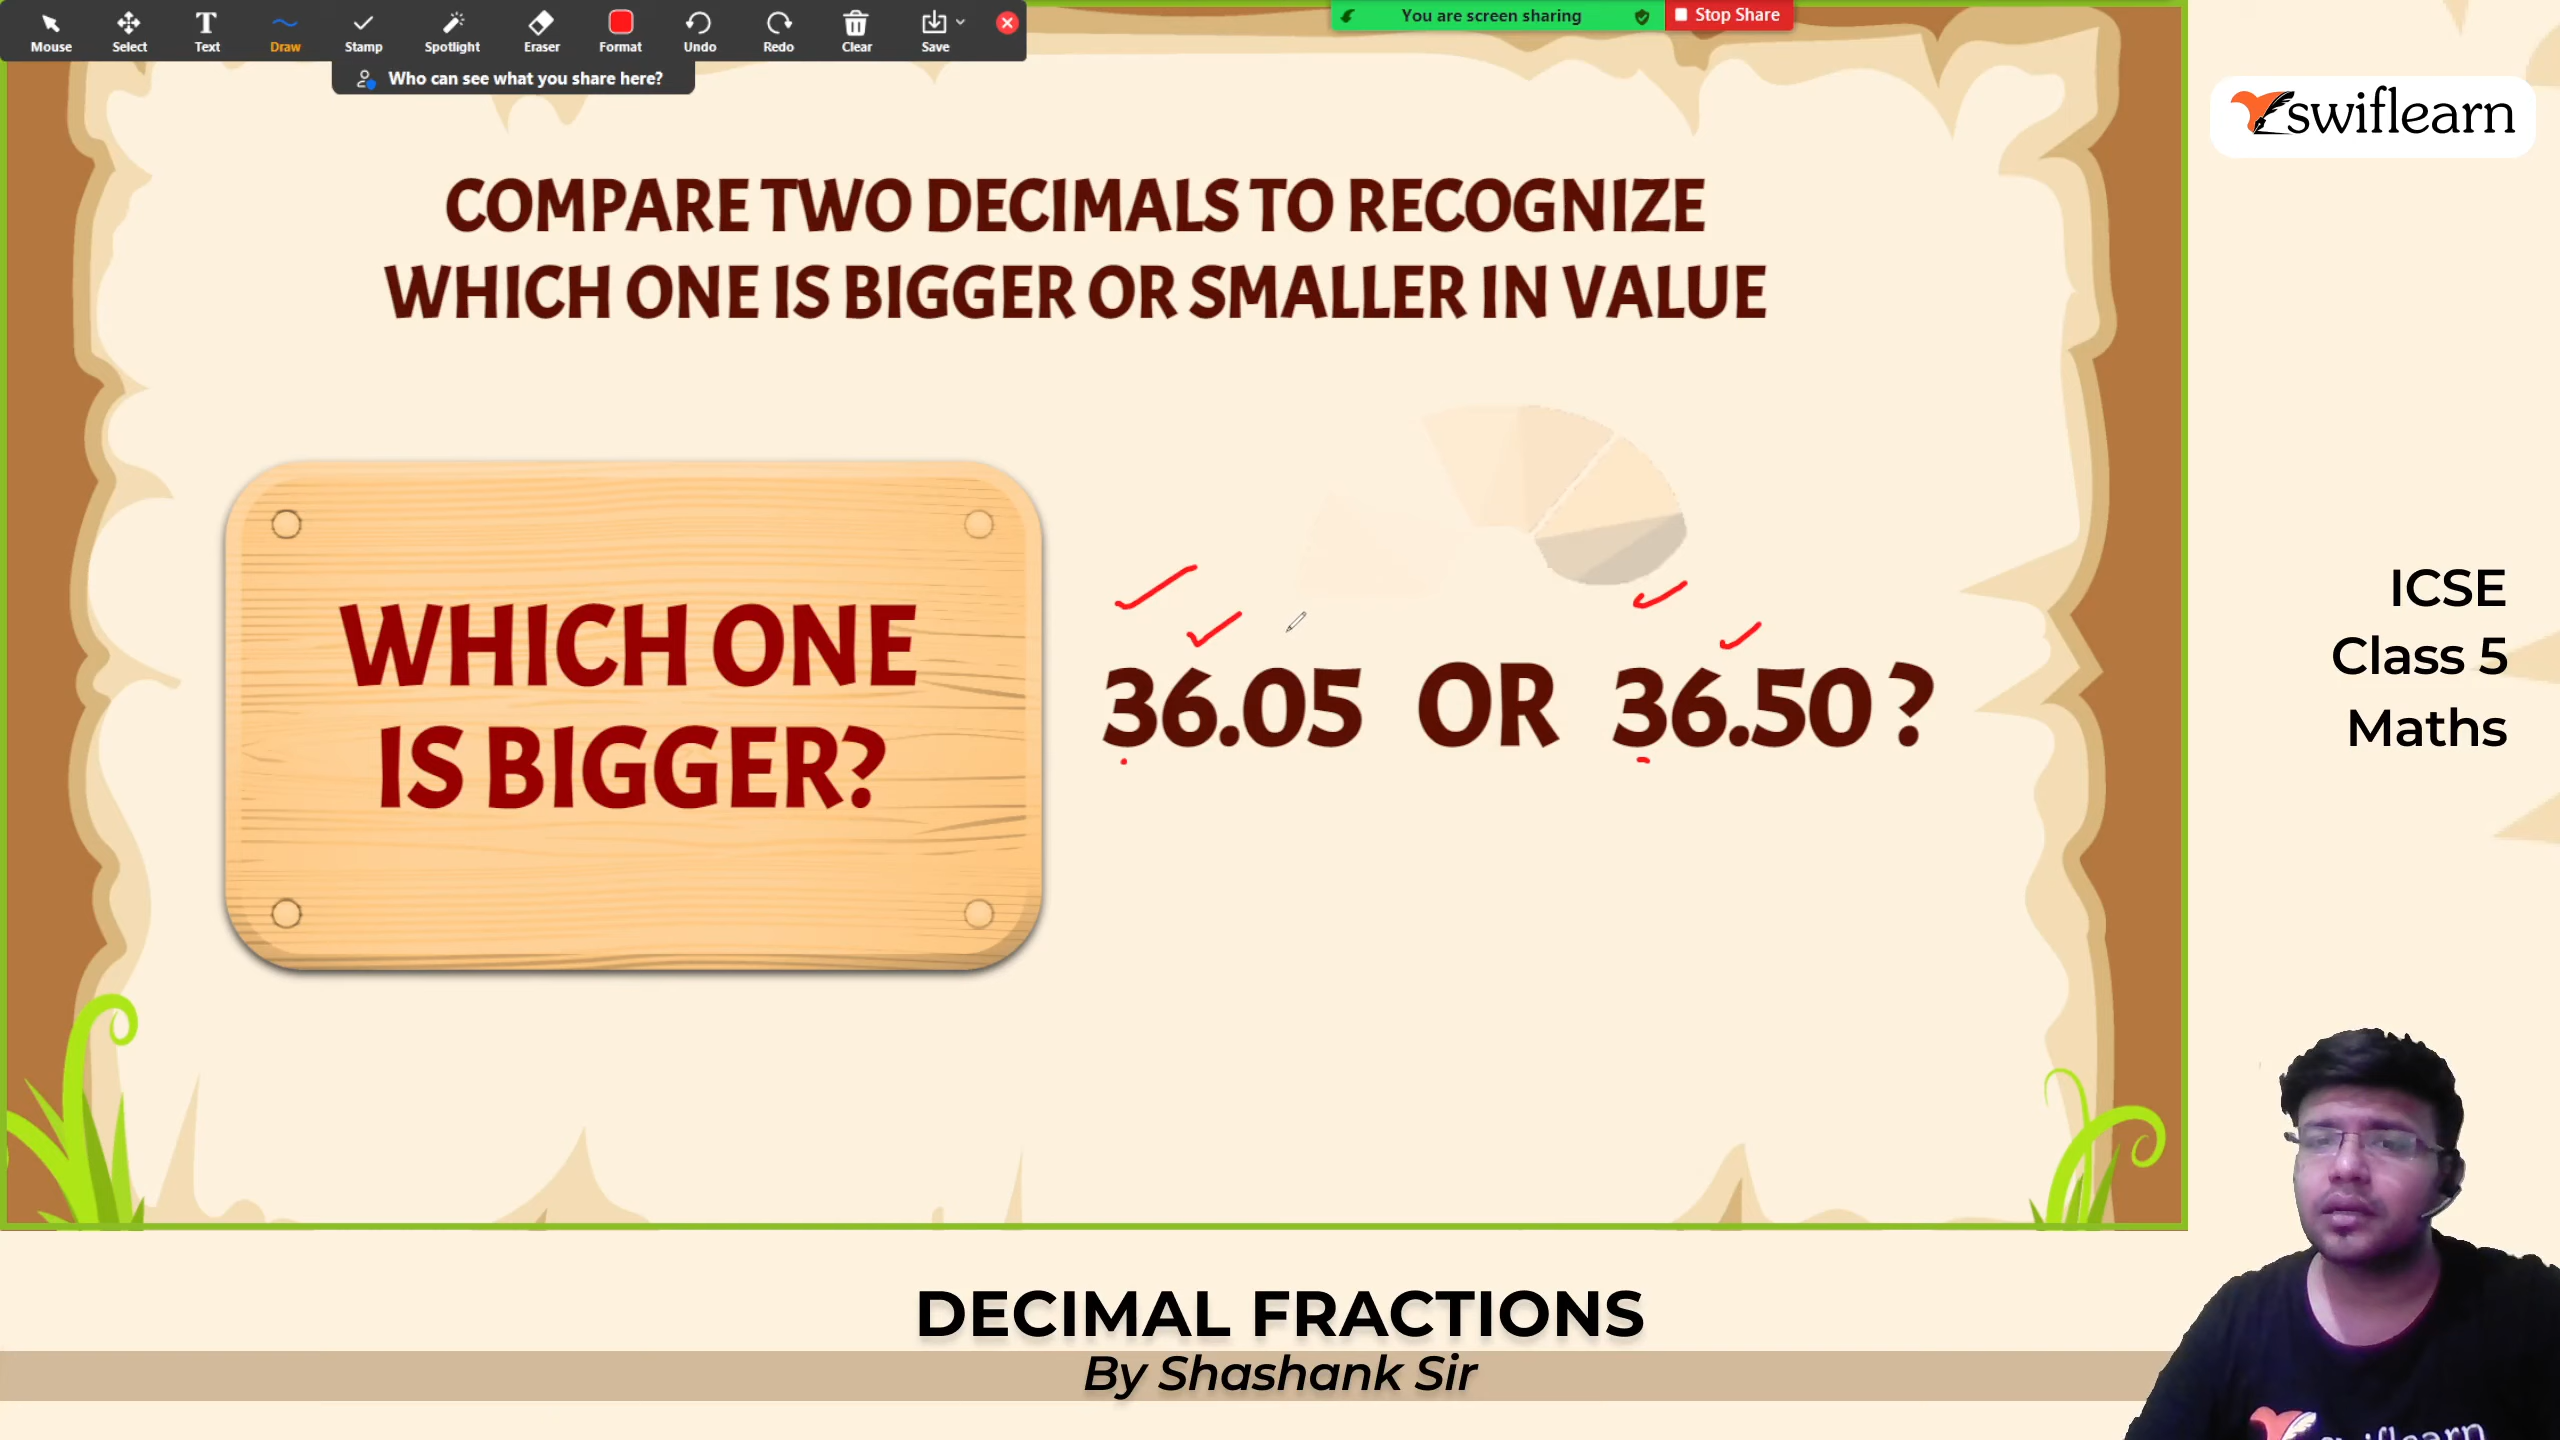 Mouse Select Text Draw Stamp Spotlight Eraser Format Undo Redo Clear Save
You are screen sharing Stop Share
Who can see what you share here?
swiflearn
COMPARE TWO DECIMALS TO RECOGNIZE
WHICH ONE IS BIGGER OR SMALLER IN VALUE
WHICH ONE
IS BIGGER?
36.05 OR 36.50?
ICSE
Class 5
Maths
DECIMAL FRACTIONS
By Shashank Sir